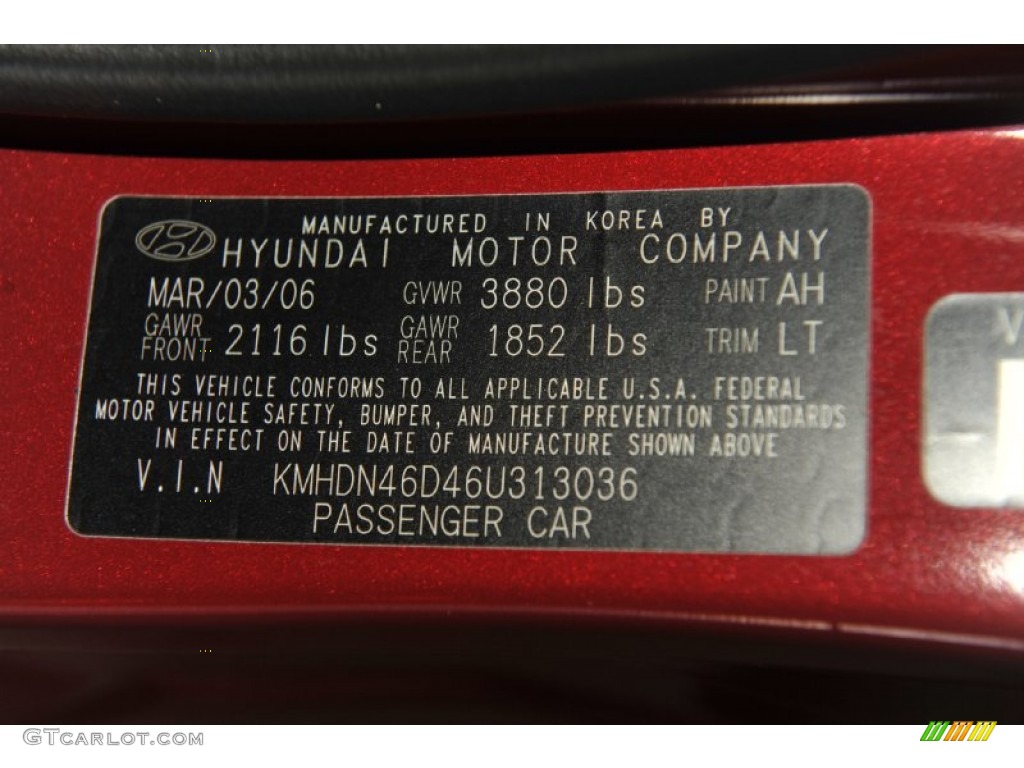 MANUFACTURED IN KOREA BY
HYUNDAI MOTOR COMPANY
MAR/03/06 GVWR 3880 lbs PAINT AH
GAWR FRONT 2116 lbs GAWR REAR 1852 lbs TRIM LT
THIS VEHICLE CONFORMS TO ALL APPLICABLE U.S.A. FEDERAL
MOTOR VEHICLE SAFETY, BUMPER, AND THEFT PREVENTION STANDARDS
IN EFFECT ON THE DATE OF MANUFACTURE SHOWN ABOVE
V.I.N KMHDN46D46U313036
PASSENGER CAR
V
GTCARLOT.COM